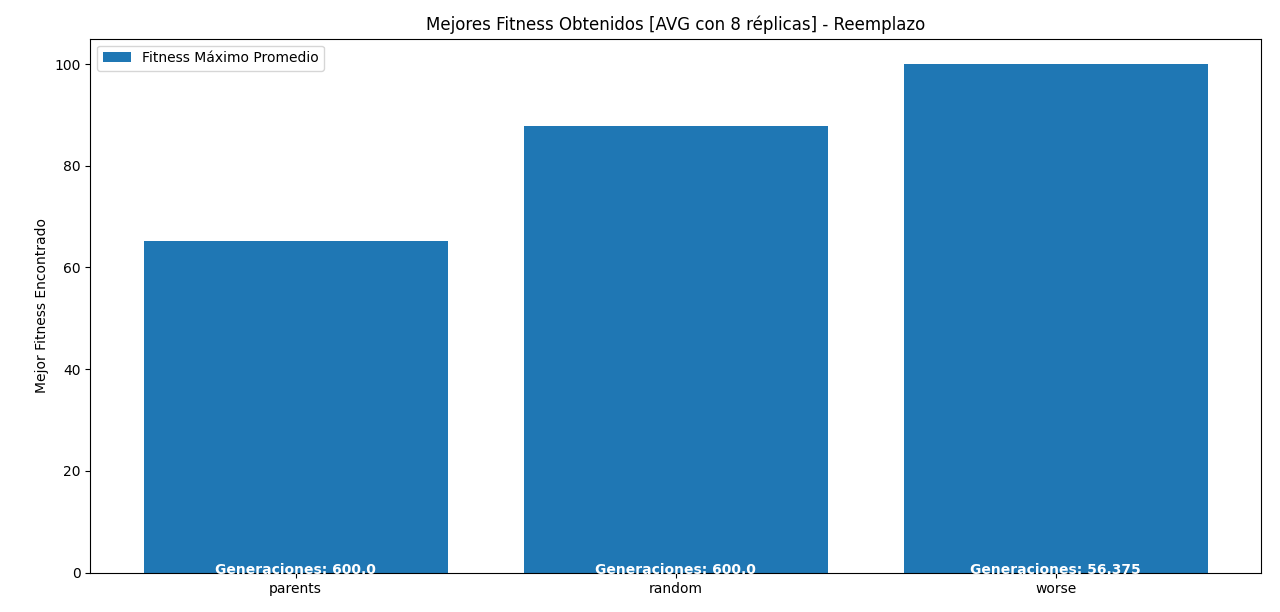 Mejores Fitness Obtenidos [AVG con 8 réplicas] - Reemplazo
Fitness Máximo Promedio
100
80
60
40
20
0
Mejor Fitness Encontrado
Generaciones: 600.0
Generaciones: 600.0
Generaciones: 56.375
parents
random
worse